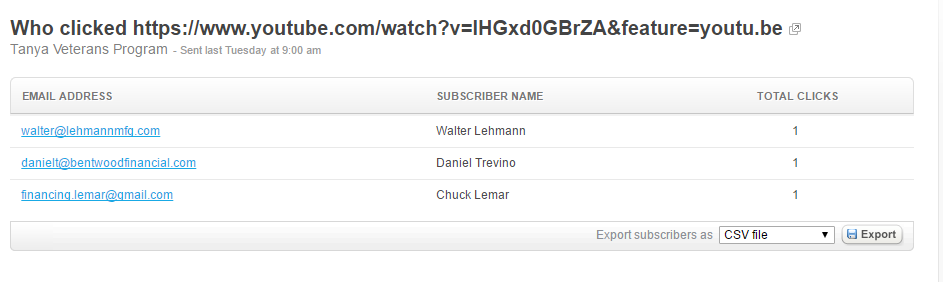 Who clicked https://www.youtube.com/watch?v=lHGxd0GBrZA&feature=youtu.be
Tanya Veterans Program - Sent last Tuesday at 9:00 am
EMAIL ADDRESS SUBSCRIBER NAME TOTAL CLICKS
walter@lehmannmfg.com Walter Lehmann 1
danielt@bentwoodfinancial.com Daniel Trevino 1
financing.lemar@gmail.com Chuck Lemar 1
Export subscribers as CSV file Export